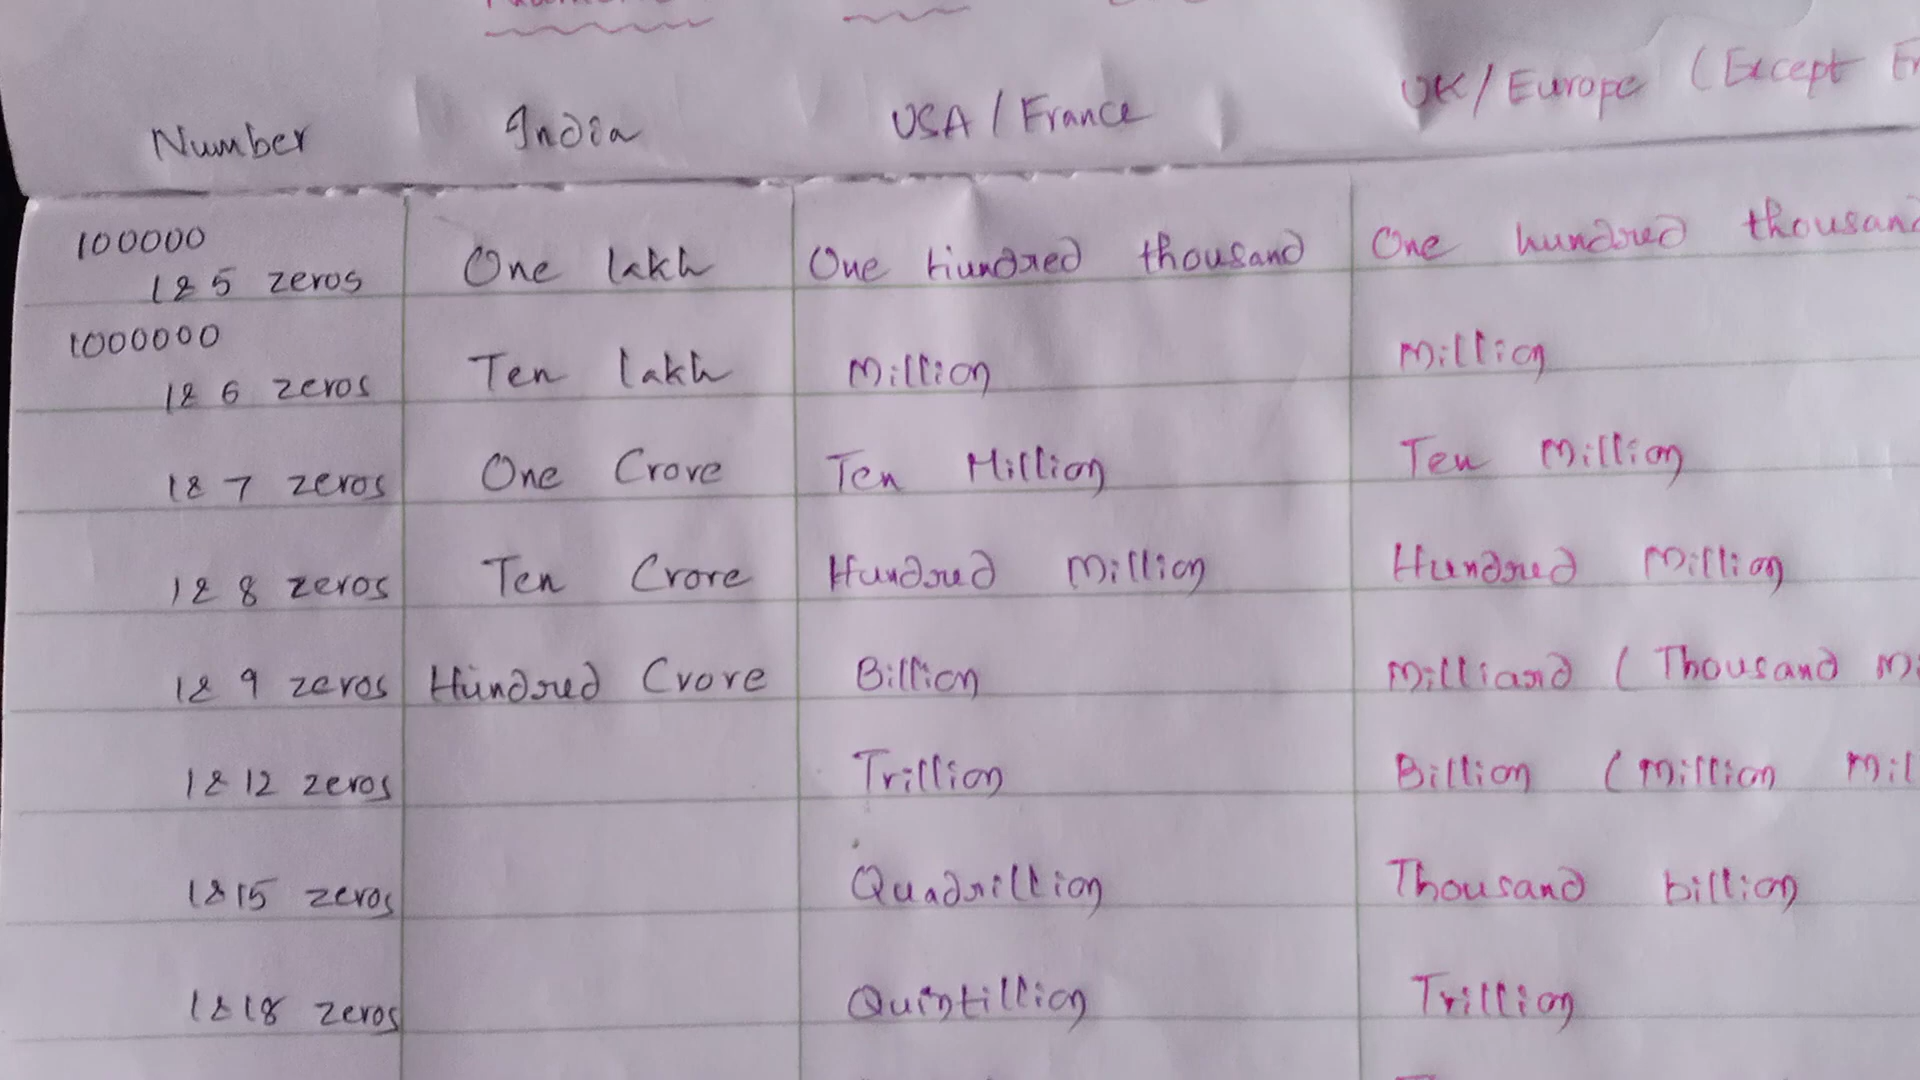 Number India USA / France UK / Europe (Except
100000
1 & 5 zeros One lakh One hundred thousand One hundred thousand
1000000
1 & 6 zeros Ten lakh Million Million
1 & 7 zeros One Crore Ten Million Ten Million
1 & 8 zeros Ten Crore Hundred Million Hundred Million
1 & 9 zeros Hundred Crore Billion Milliard (Thousand
1 & 12 zeros Trillion Billion (Million Mil
1 & 15 zeros Quadrillion Thousand billion
1 & 18 zeros Quintillion Trillion